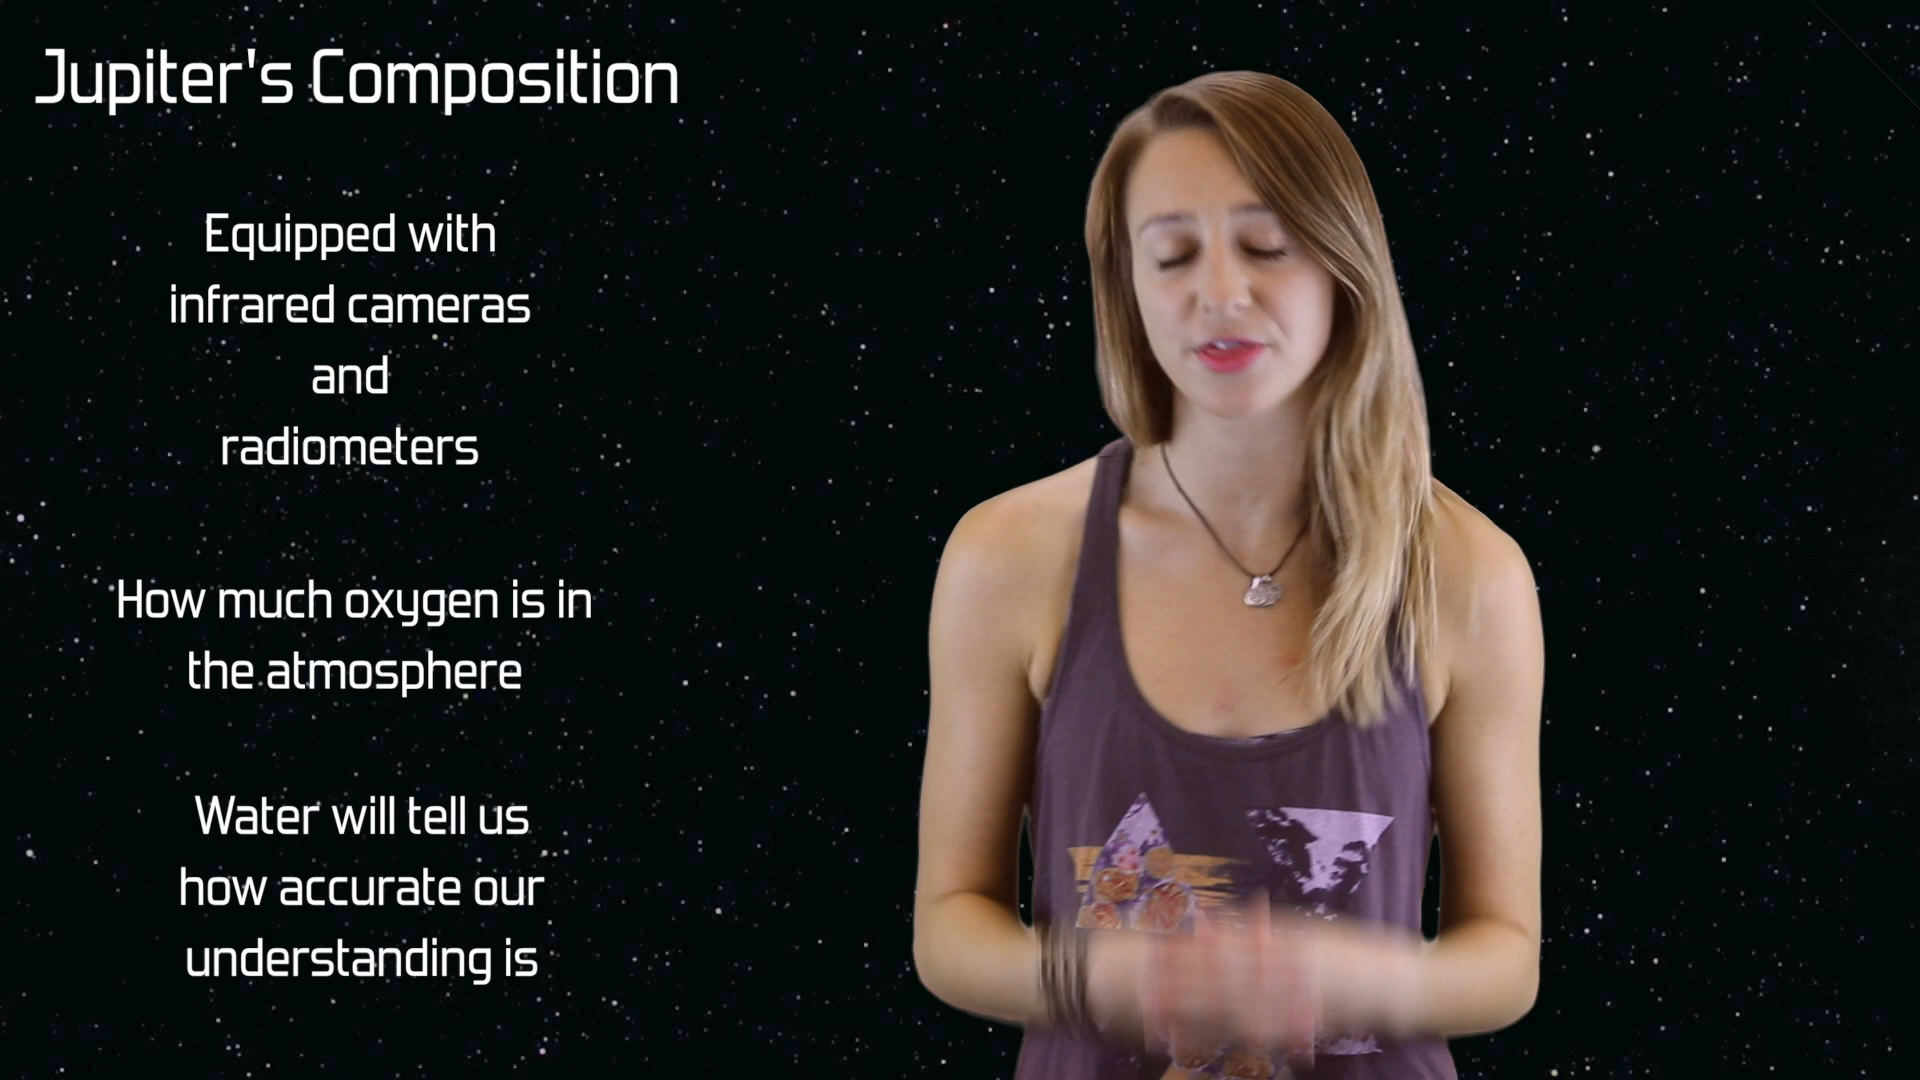 Jupiter's Composition
Equipped with
infrared cameras
and
radiometers
How much oxygen is in
the atmosphere
Water will tell us
how accurate our
understanding is